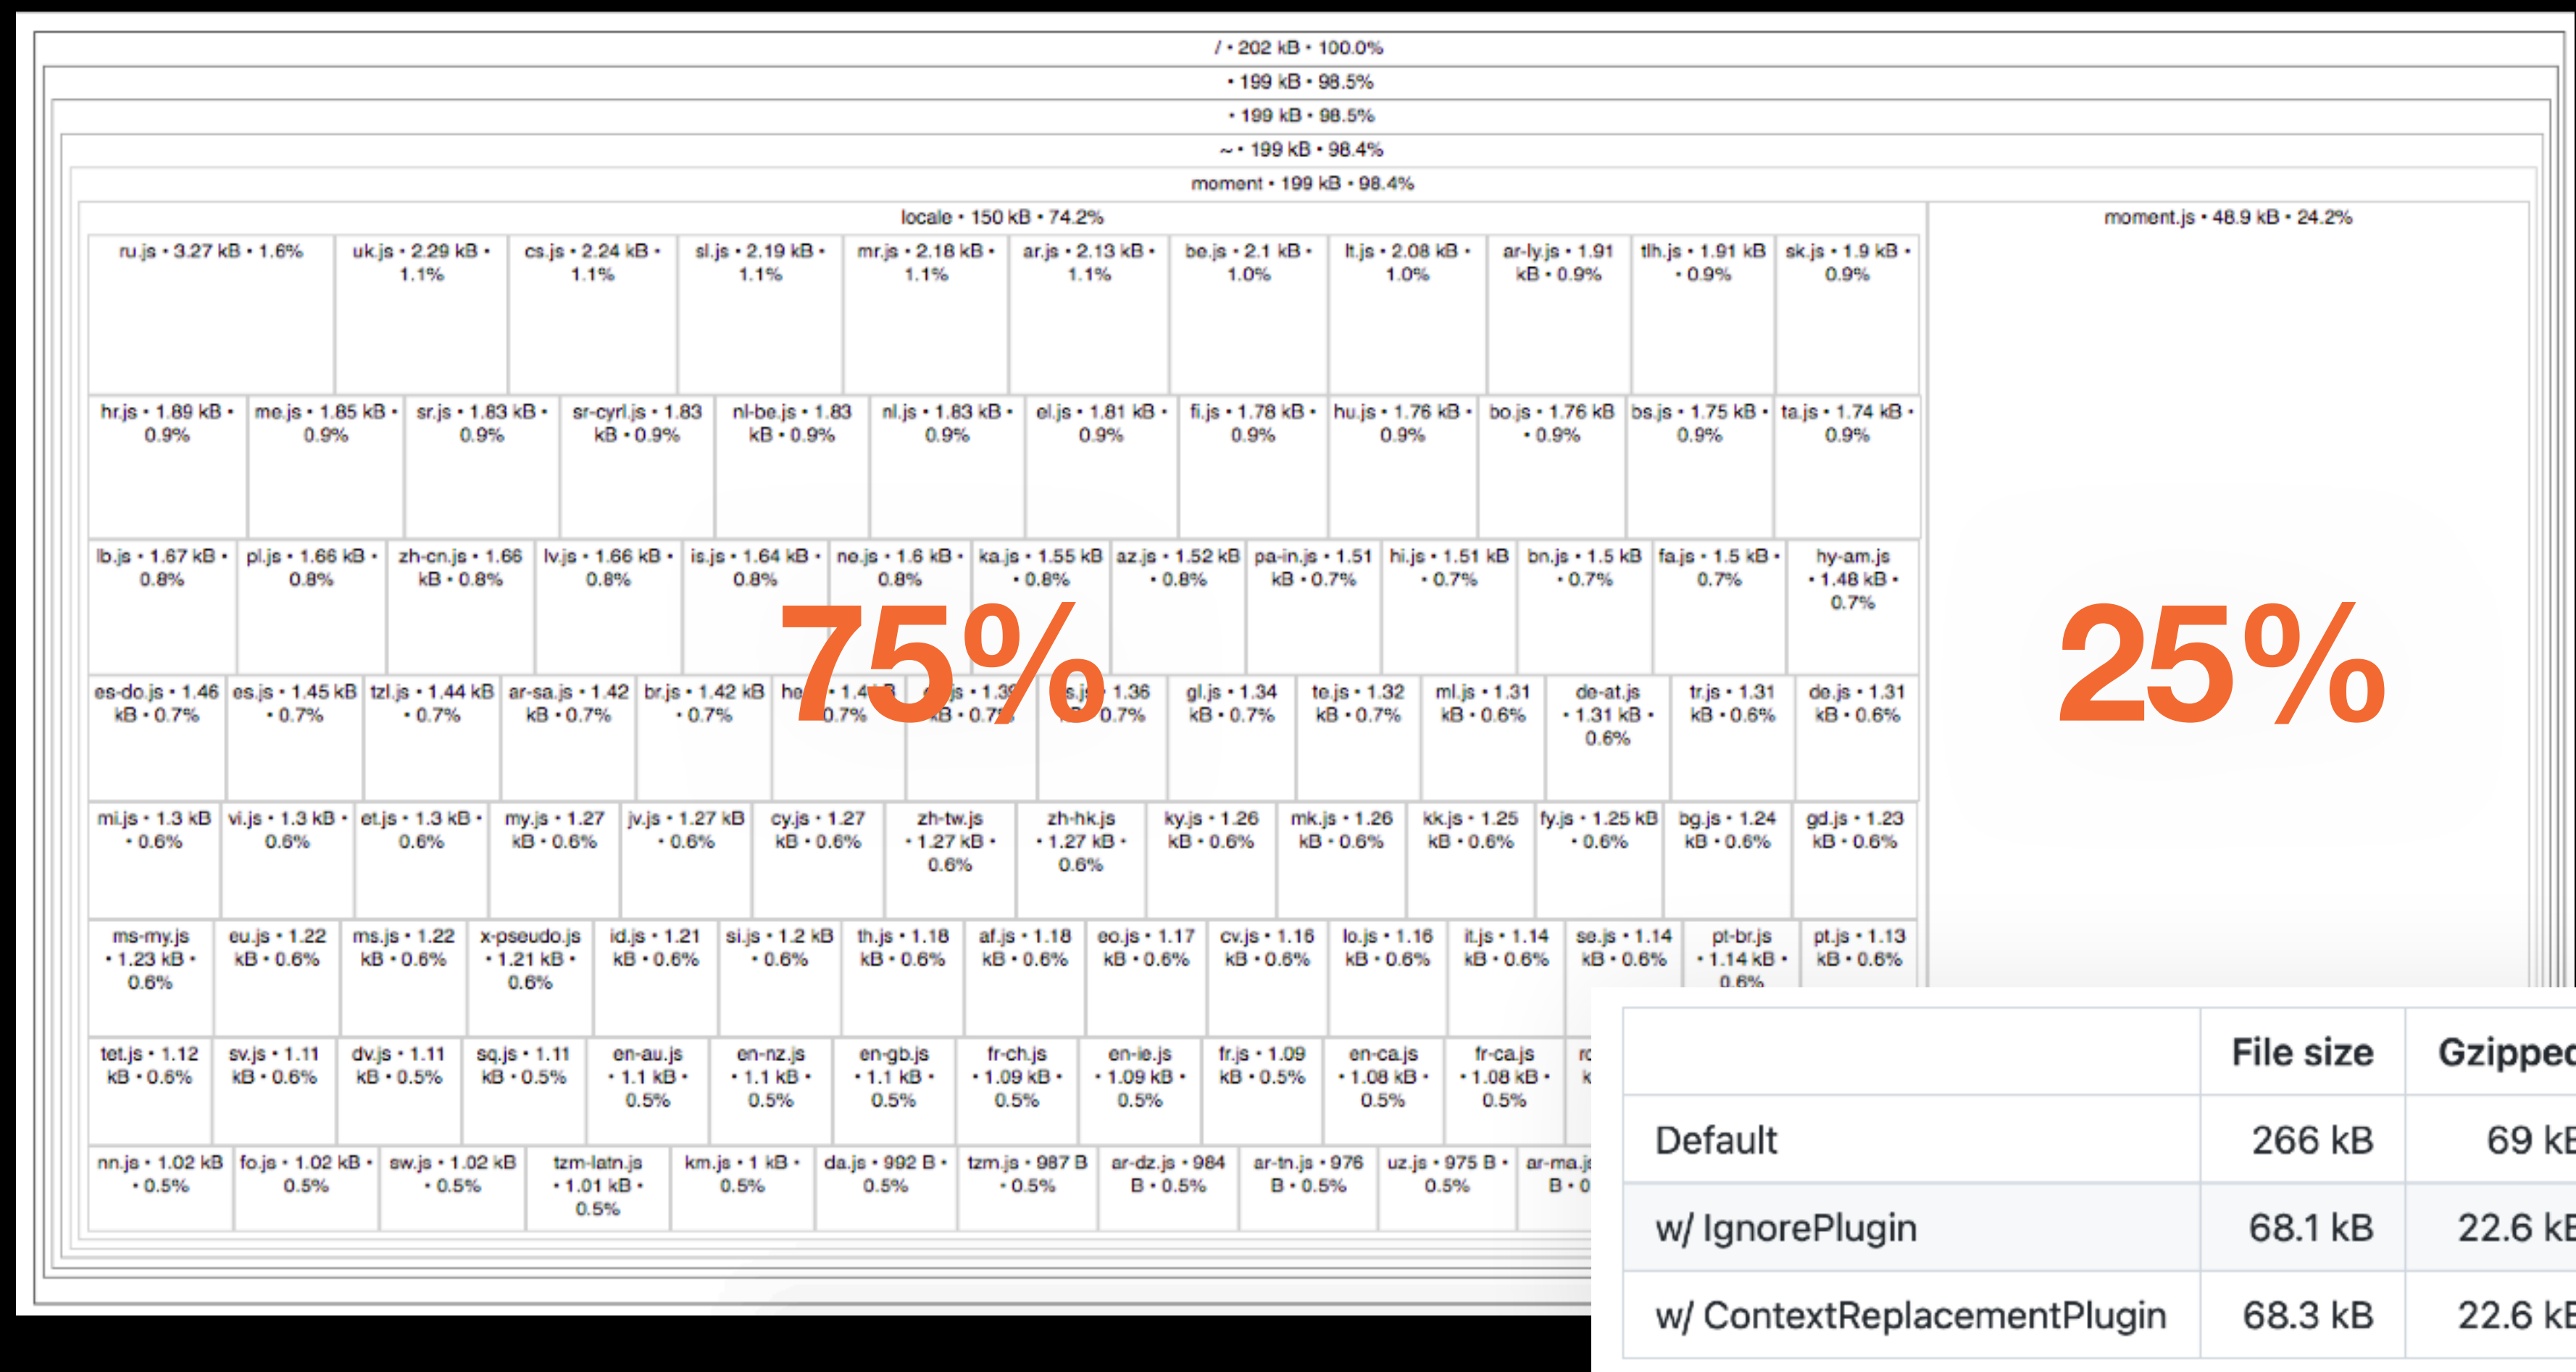 / • 202 kB • 100.0%
• 199 kB • 98.5%
• 199 kB • 98.5%
~ • 199 kB • 98.4%
moment • 199 kB • 98.4%
locale • 150 kB • 74.2%
moment.js • 48.9 kB • 24.2%
ru.js • 3.27 kB • 1.6%
uk.js • 2.29 kB •
1.1%
cs.js • 2.24 kB •
1.1%
sl.js • 2.19 kB •
1.1%
mr.js • 2.18 kB •
1.1%
ar.js • 2.13 kB •
1.1%
be.js • 2.1 kB •
1.0%
lt.js • 2.08 kB •
1.0%
ar-ly.js • 1.91
kB • 0.9%
tlh.js • 1.91 kB
• 0.9%
sk.js • 1.9 kB •
0.9%
hr.js • 1.89 kB •
0.9%
me.js • 1.85 kB •
0.9%
sr.js • 1.83 kB •
0.9%
sr-cyrl.js • 1.83
kB • 0.9%
nl-be.js • 1.83
kB • 0.9%
nl.js • 1.83 kB •
0.9%
el.js • 1.81 kB •
0.9%
fi.js • 1.78 kB •
0.9%
hu.js • 1.76 kB •
0.9%
bo.js • 1.76 kB
• 0.9%
bs.js • 1.75 kB •
0.9%
ta.js • 1.74 kB •
0.9%
lb.js • 1.67 kB •
0.8%
pl.js • 1.66 kB •
0.8%
zh-cn.js • 1.66
kB • 0.8%
lv.js • 1.66 kB •
0.8%
is.js • 1.64 kB •
0.8%
ne.js • 1.6 kB •
0.8%
ka.js • 1.55 kB
• 0.8%
az.js • 1.52 kB
• 0.8%
pa-in.js • 1.51
kB • 0.7%
hi.js • 1.51 kB
• 0.7%
bn.js • 1.5 kB
• 0.7%
fa.js • 1.5 kB •
0.7%
hy-am.js
• 1.48 kB •
0.7%
75%
25%
es-do.js • 1.46
kB • 0.7%
es.js • 1.45 kB
• 0.7%
tzl.js • 1.44 kB
• 0.7%
ar-sa.js • 1.42
kB • 0.7%
br.js • 1.42 kB
• 0.7%
0.7%
kB • 0.7%
1.36
0.7%
gl.js • 1.34
kB • 0.7%
te.js • 1.32
kB • 0.7%
ml.js • 1.31
kB • 0.6%
de-at.js
• 1.31 kB •
0.6%
tr.js • 1.31
kB • 0.6%
de.js • 1.31
kB • 0.6%
mi.js • 1.3 kB
• 0.6%
vi.js • 1.3 kB •
0.6%
et.js • 1.3 kB •
0.6%
my.js • 1.27
kB • 0.6%
jv.js • 1.27 kB
• 0.6%
cy.js • 1.27
kB • 0.6%
zh-tw.js
• 1.27 kB •
0.6%
zh-hk.js
• 1.27 kB •
0.6%
ky.js • 1.26
kB • 0.6%
mk.js • 1.26
kB • 0.6%
kk.js • 1.25
kB • 0.6%
fy.js • 1.25 kB
• 0.6%
bg.js • 1.24
kB • 0.6%
gd.js • 1.23
kB • 0.6%
ms-my.js
• 1.23 kB •
0.6%
eu.js • 1.22
kB • 0.6%
ms.js • 1.22
kB • 0.6%
x-pseudo.js
• 1.21 kB •
0.6%
id.js • 1.21
kB • 0.6%
si.js • 1.2 kB
• 0.6%
th.js • 1.18
kB • 0.6%
af.js • 1.18
kB • 0.6%
eo.js • 1.17
kB • 0.6%
cv.js • 1.16
kB • 0.6%
lo.js • 1.16
kB • 0.6%
it.js • 1.14
kB • 0.6%
se.js • 1.14
kB • 0.6%
pt-br.js
• 1.14 kB •
0.6%
pt.js • 1.13
kB • 0.6%
tet.js • 1.12
kB • 0.6%
sv.js • 1.11
kB • 0.6%
dv.js • 1.11
kB • 0.5%
sq.js • 1.11
kB • 0.5%
en-au.js
• 1.1 kB •
0.5%
en-nz.js
• 1.1 kB •
0.5%
en-gb.js
• 1.1 kB •
0.5%
fr-ch.js
• 1.09 kB •
0.5%
en-ie.js
• 1.09 kB •
0.5%
fr.js • 1.09
kB • 0.5%
en-ca.js
• 1.08 kB •
0.5%
fr-ca.js
• 1.08 kB •
0.5%
nn.js • 1.02 kB
• 0.5%
fo.js • 1.02 kB •
0.5%
sw.js • 1.02 kB
• 0.5%
tzm-latn.js
• 1.01 kB •
0.5%
km.js • 1 kB •
0.5%
da.js • 992 B •
0.5%
tzm.js • 987 B
• 0.5%
ar-dz.js • 984
B • 0.5%
ar-tn.js • 976
B • 0.5%
uz.js • 975 B •
0.5%
ar-ma.js
B •
File size
Gzipped
Default
266 kB
69 kB
w/ IgnorePlugin
68.1 kB
22.6 kB
w/ ContextReplacementPlugin
68.3 kB
22.6 kB